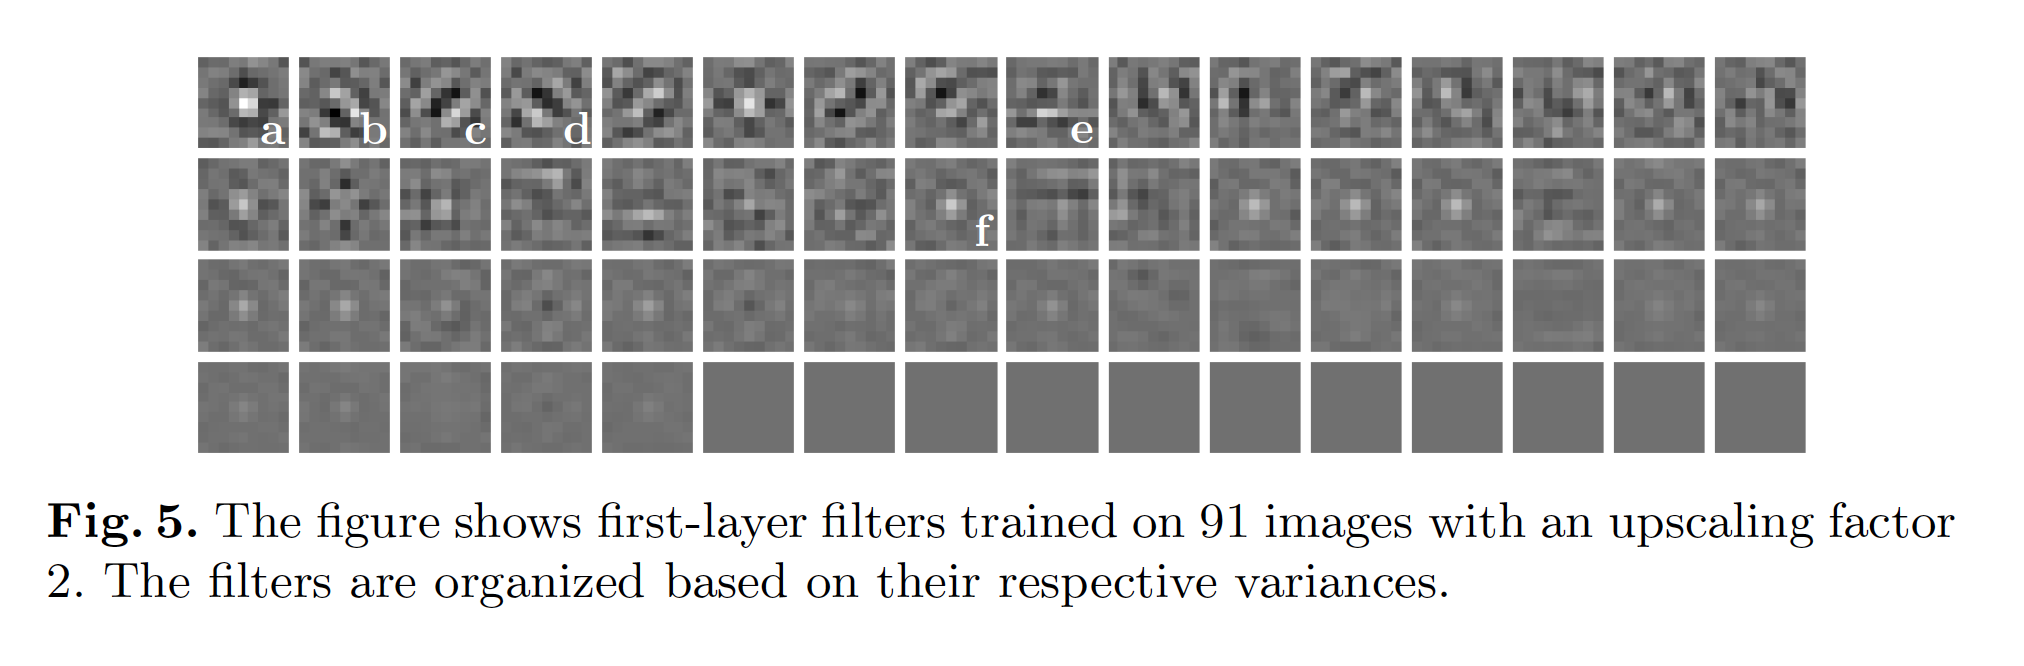 a b c d e
f
Fig. 5. The figure shows first-layer filters trained on 91 images with an upscaling factor
2. The filters are organized based on their respective variances.